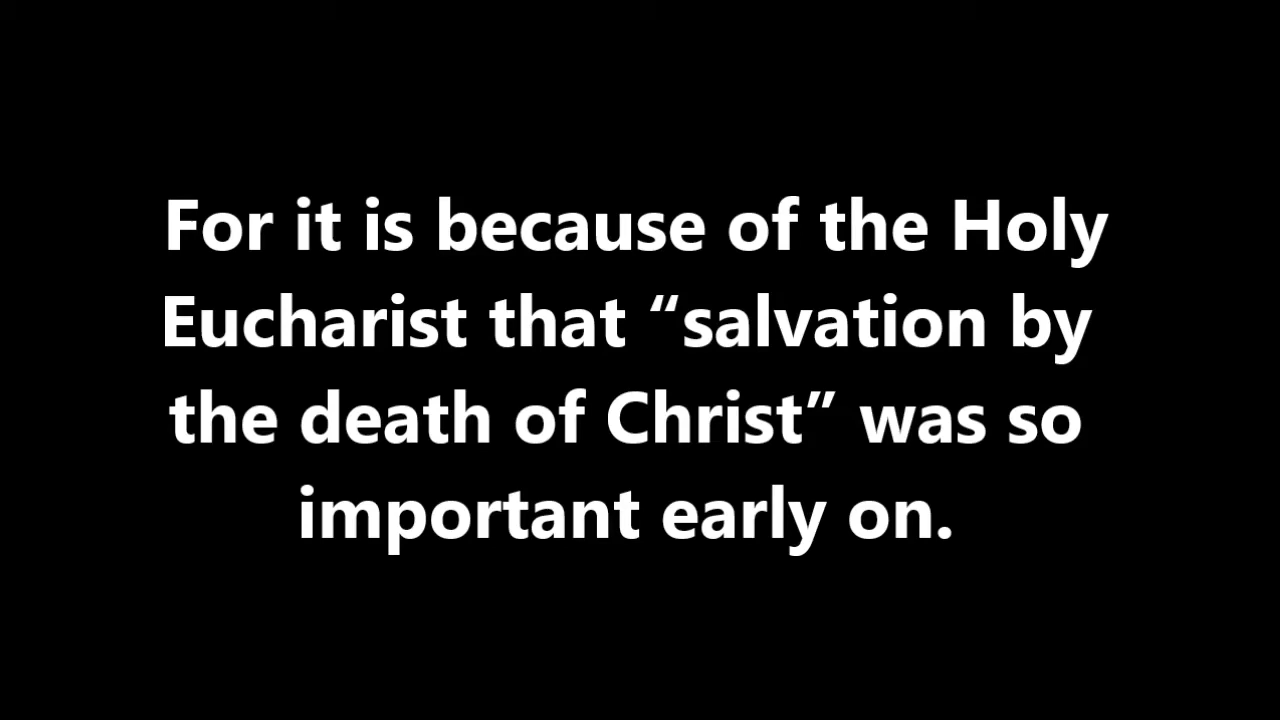 For it is because of the Holy
Eucharist that “salvation by
the death of Christ” was so
important early on.